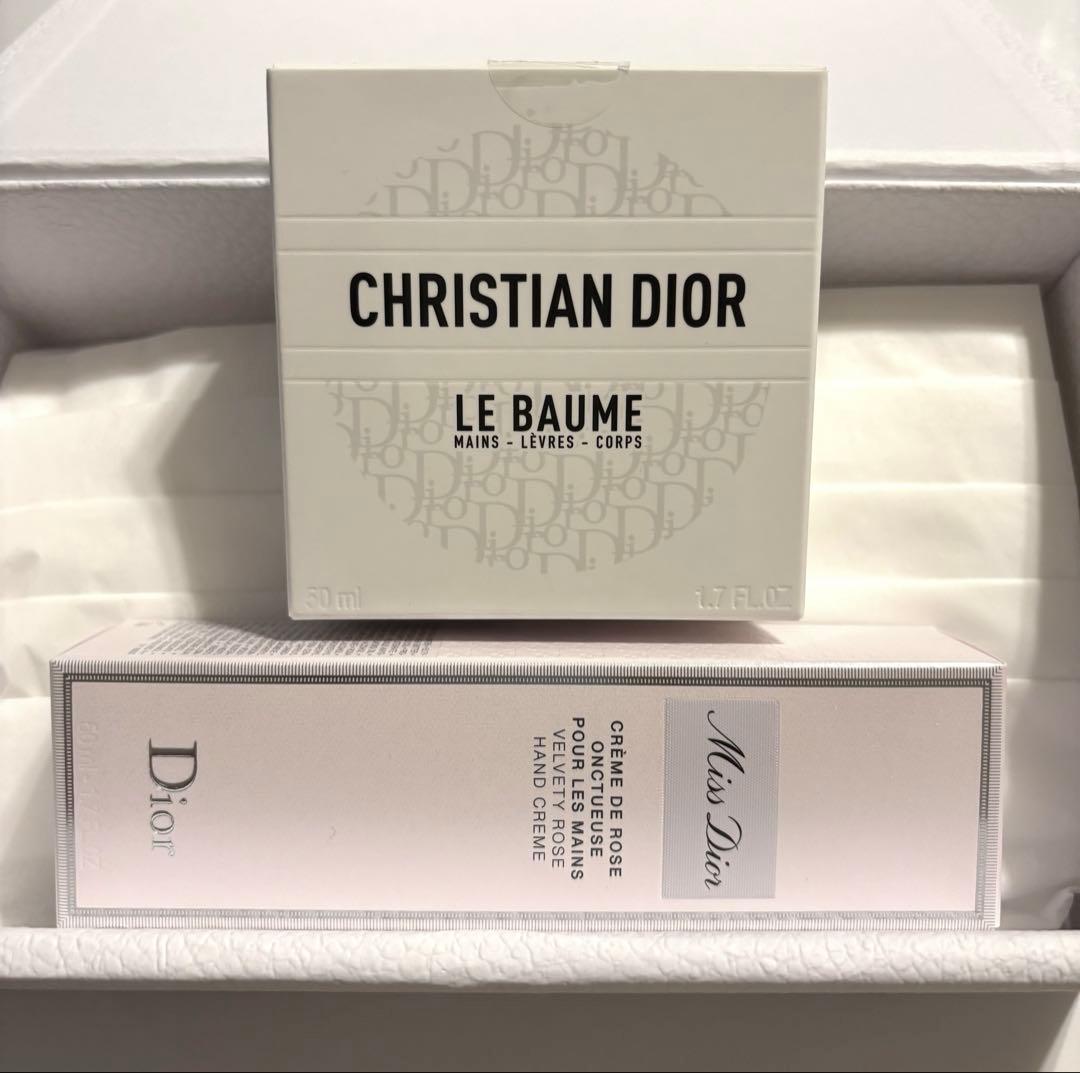 CHRISTIAN DIOR
LE BAUME
MAINS - LÈVRES - CORPS
50 ml
1.7 FL.OZ
Miss Dior
CRÈME DE ROSE
ONCTUEUSE
POUR LES MAINS
VELVETY ROSE
HAND CREME
Dior